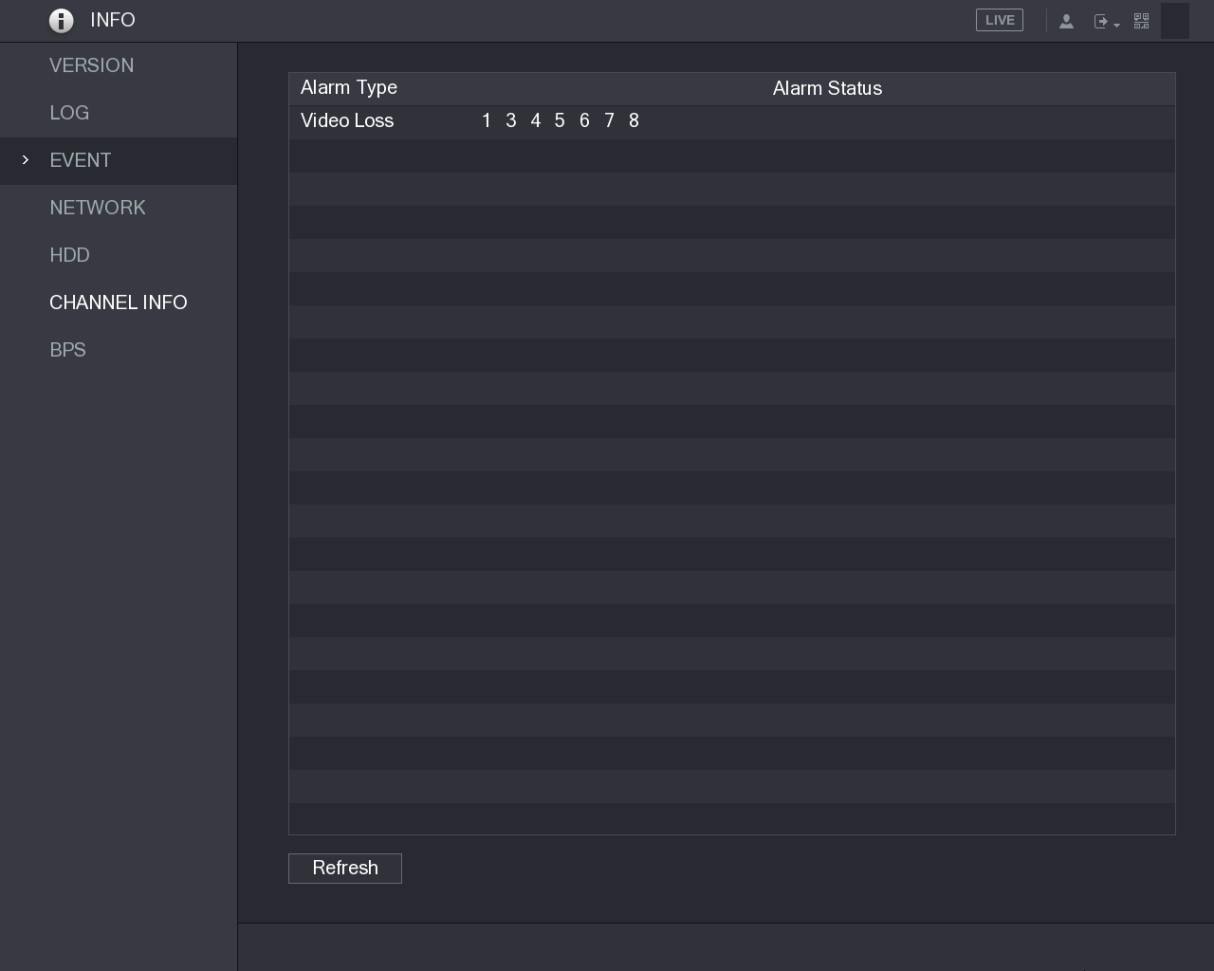 INFO
LIVE
VERSION
LOG
EVENT
NETWORK
HDD
CHANNEL INFO
BPS
Alarm Type Alarm Status
Video Loss 1 3 4 5 6 7 8
Refresh